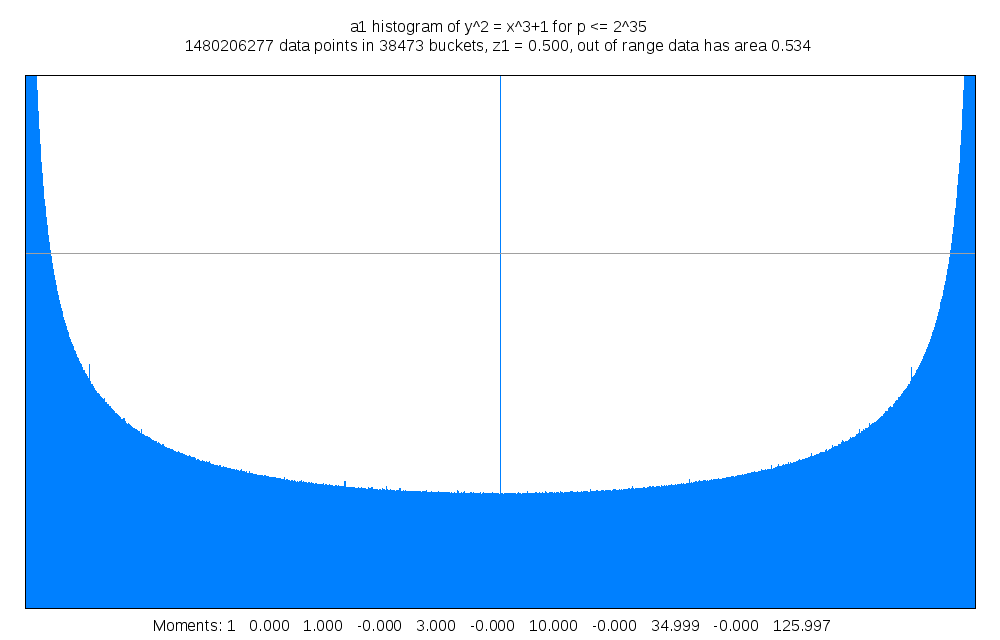 a1 histogram of y^2 = x^3+1 for p <= 2^35
1480206277 data points in 38473 buckets, z1 = 0.500, out of range data has area 0.534
Moments: 1 0.000 1.000 -0.000 3.000 -0.000 10.000 -0.000 34.999 -0.000 125.997